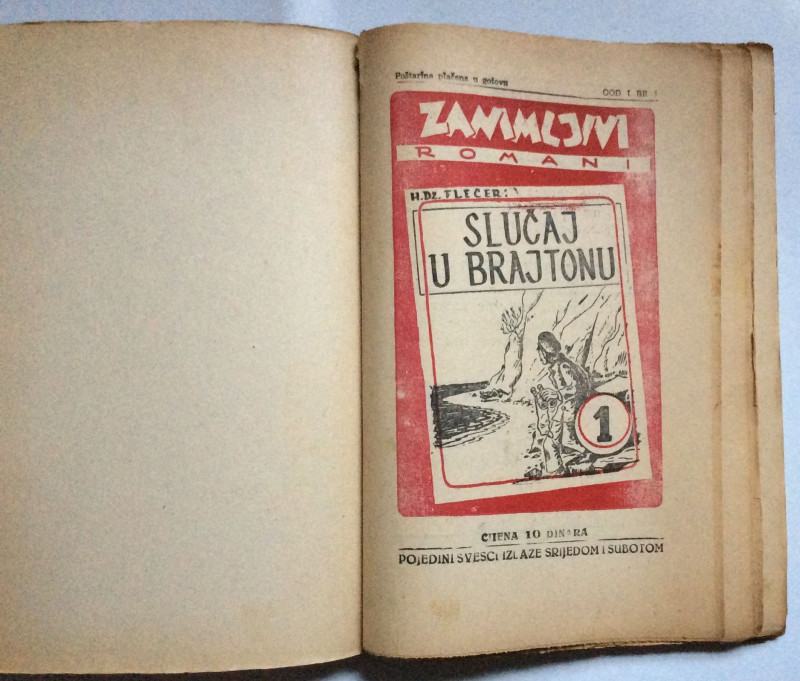 Poštarina plaćena u gotovu
GOD 1 BR 1
ZANIMLJIVI
ROMANI
H.DŽ. FLEČER:
SLUČAJ
U BRAJTONU
1
CIJENA 10 DINARA
POJEDINI SVESCI IZLAZE SRIJEDOM I SUBOTOM